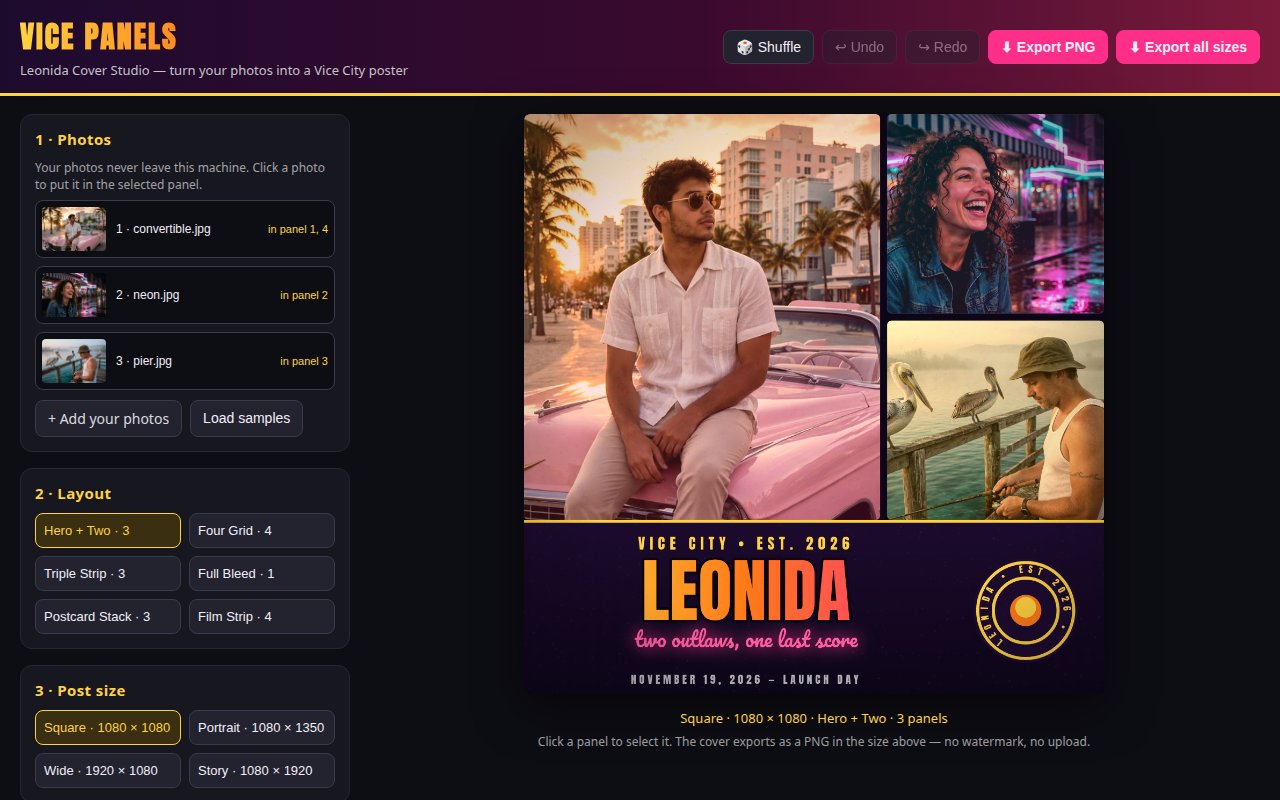 VICE PANELS
Leonida Cover Studio — turn your photos into a Vice City poster
🎲 Shuffle
↩ Undo
↪ Redo
⬇ Export PNG
⬇ Export all sizes
1 · Photos
Your photos never leave this machine. Click a photo
to put it in the selected panel.
1 · convertible.jpg
in panel 1, 4
2 · neon.jpg
in panel 2
3 · pier.jpg
in panel 3
+ Add your photos
Load samples
2 · Layout
Hero + Two · 3
Four Grid · 4
Triple Strip · 3
Full Bleed · 1
Postcard Stack · 3
Film Strip · 4
3 · Post size
Square · 1080 × 1080
Portrait · 1080 × 1350
Wide · 1920 × 1080
Story · 1080 × 1920
VICE CITY • EST. 2026
LEONIDA
two outlaws, one last score
NOVEMBER 19, 2026 — LAUNCH DAY
LEONIDA • EST 2026 •
Square · 1080 × 1080 · Hero + Two · 3 panels
Click a panel to select it. The cover exports as a PNG in the size above — no watermark, no upload.